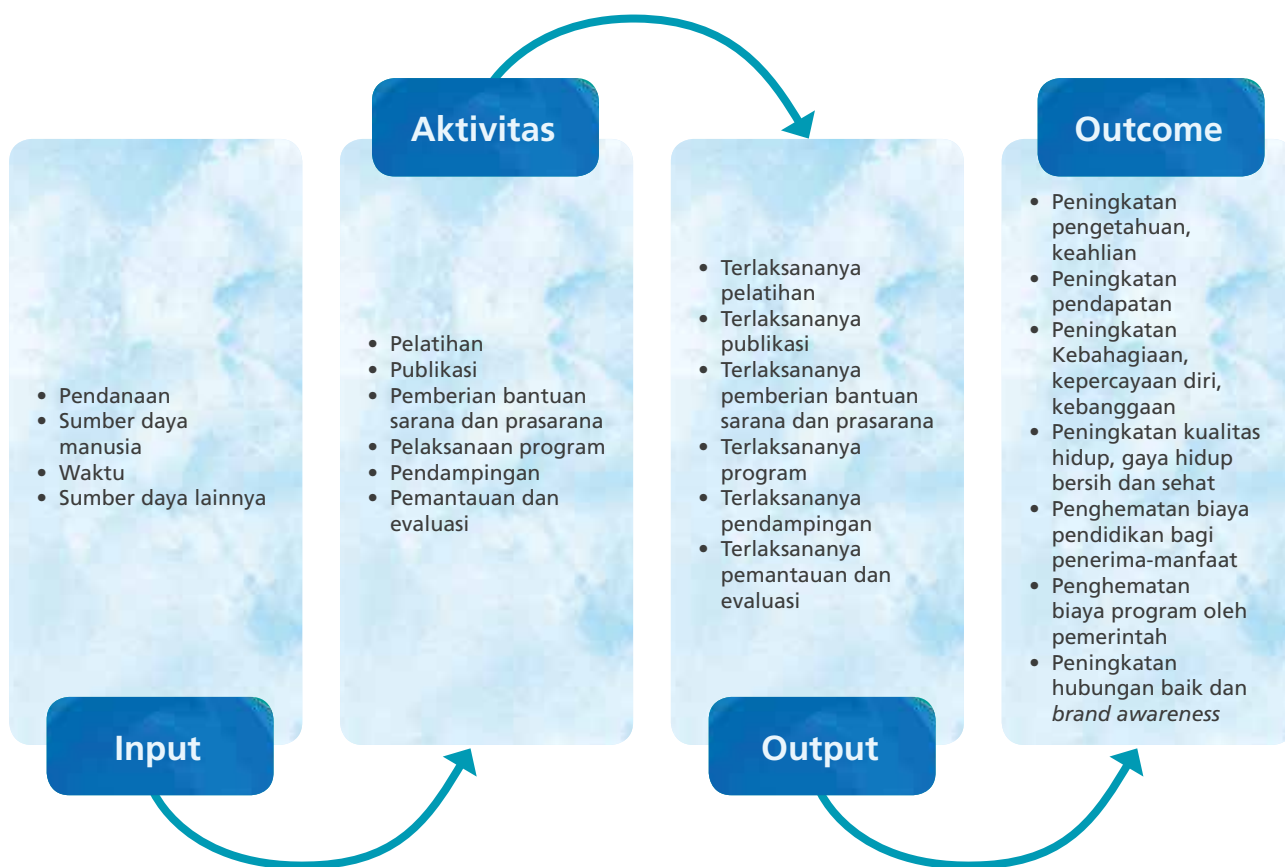 • Pendanaan
• Sumber daya
manusia
• Waktu
• Sumber daya lainnya
Input
Aktivitas
• Pelatihan
• Publikasi
• Pemberian bantuan
sarana dan prasarana
• Pelaksanaan program
• Pendampingan
• Pemantauan dan
evaluasi
• Terlaksananya
pelatihan
• Terlaksananya
publikasi
• Terlaksananya
pemberian bantuan
sarana dan prasarana
• Terlaksananya
program
• Terlaksananya
pendampingan
• Terlaksananya
pemantauan dan
evaluasi
Output
Outcome
• Peningkatan
pengetahuan,
keahlian
• Peningkatan
pendapatan
• Peningkatan
Kebahagiaan,
kepercayaan diri,
kebanggaan
• Peningkatan kualitas
hidup, gaya hidup
bersih dan sehat
• Penghematan biaya
pendidikan bagi
penerima-manfaat
• Penghematan
biaya program oleh
pemerintah
• Peningkatan
hubungan baik dan
brand awareness